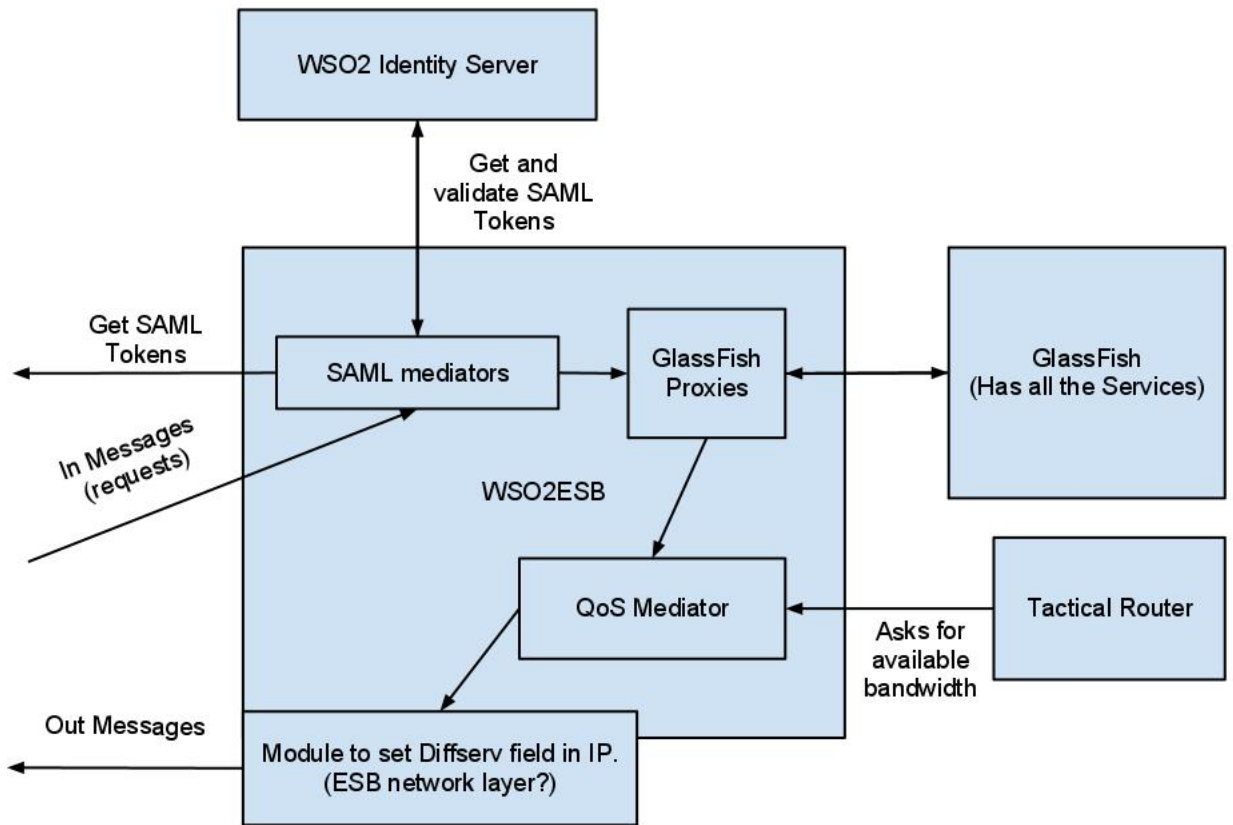 WSO2 Identity Server
Get and
validate SAML
Tokens
Get SAML
Tokens
SAML mediators
GlassFish
Proxies
GlassFish
(Has all the Services)
In Messages
(requests)
WSO2ESB
QoS Mediator
Tactical Router
Asks for
available
bandwidth
Out Messages
Module to set Diffserv field in IP.
(ESB network layer?)